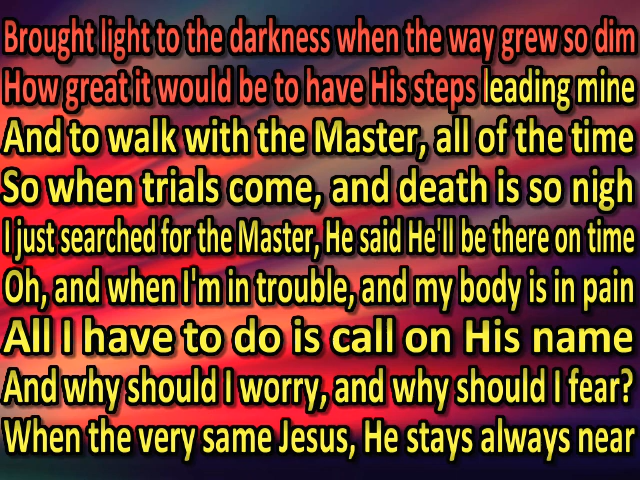 Brought light to the darkness when the way grew so dim
How great it would be to have His steps leading mine
And to walk with the Master, all of the time
So when trials come, and death is so nigh
I just searched for the Master, He said He'll be there on time
Oh, and when I'm in trouble, and my body is in pain
All I have to do is call on His name
And why should I worry, and why should I fear?
When the very same Jesus, He stays always near